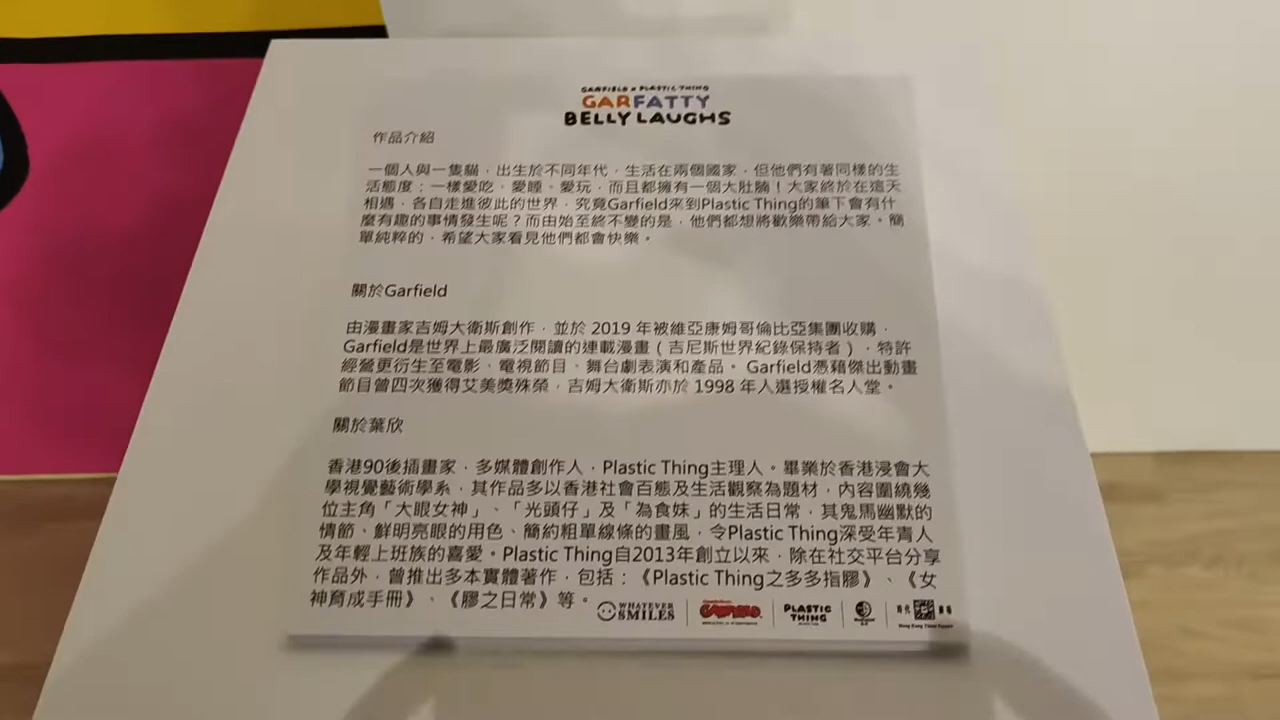 GARFIELD x PLASTIC THING
GARFATTY
BELLY LAUGHS
作品介紹
一個人與一隻貓，出生於不同年代，生活在兩個國家，但他們有著同樣的生
活態度：一樣愛吃、愛睡、愛玩，而且都擁有一個大肚腩！大家終於在這天
相遇，各自走進彼此的世界，究竟Garfield來到Plastic Thing的筆下會有什
麼有趣的事情發生呢？而由始至終不變的是，他們都想將歡樂帶給大家。簡
單純粹的，希望大家看見他們都會快樂。
關於Garfield
由漫畫家吉姆大衛斯創作，並於 2019 年被維亞康姆哥倫比亞集團收購，
Garfield是世界上最廣泛閱讀的連載漫畫（吉尼斯世界紀錄保持者），特許
經營更衍生至電影、電視節目、舞台劇表演和產品。 Garfield憑藉傑出動畫
節目曾四次獲得艾美獎殊榮，吉姆大衛斯亦於 1998 年人選授權名人堂。
關於葉欣
香港90後插畫家，多媒體創作人，Plastic Thing主理人。畢業於香港浸會大
學視覺藝術學系，其作品多以香港社會百態及生活觀察為題材，內容圍繞幾
位主角「大眼女神」、「光頭仔」及「為食妹」的生活日常，其鬼馬幽默的
情節、鮮明亮眼的用色、簡約粗單線條的畫風，令Plastic Thing深受年青人
及年輕上班族的喜愛。Plastic Thing自2013年創立以來，除在社交平台分享
作品外，曾推出多本實體著作，包括：《Plastic Thing之多多指膠》、《女
神育成手冊》、《膠之日常》等。
WHATEVER SMILES
GARFIELD
PLASTIC THING